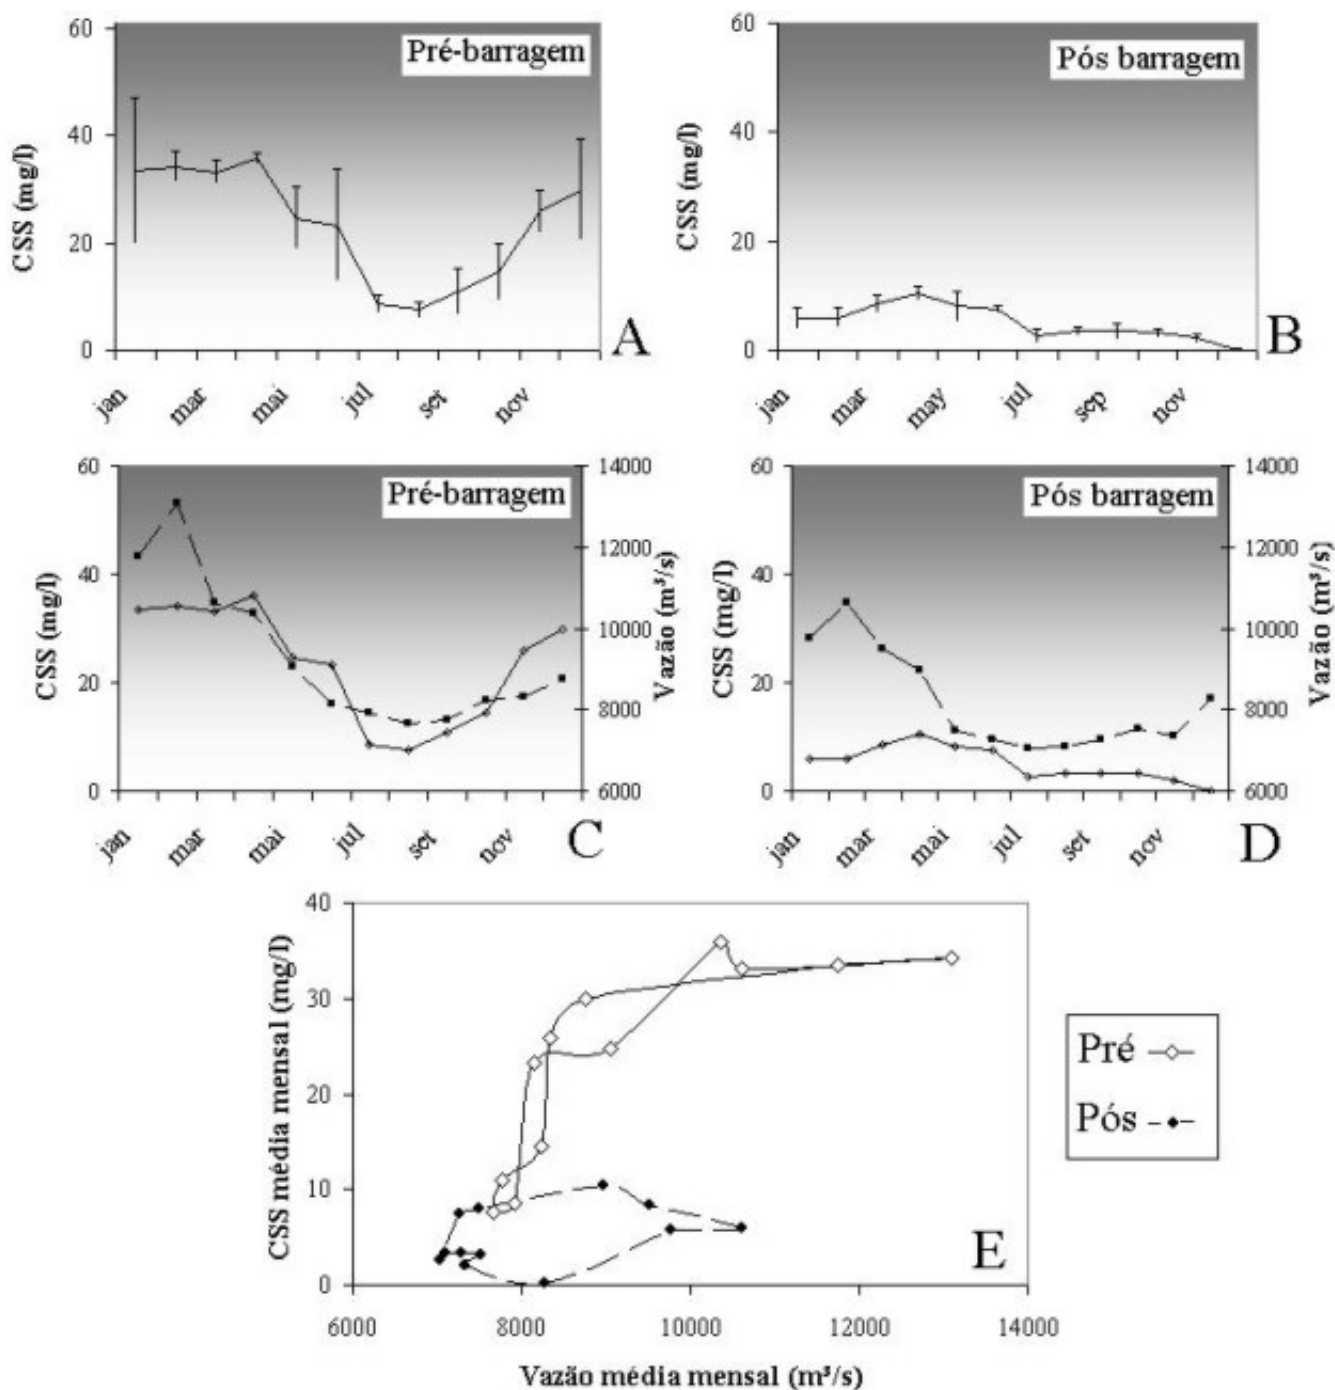 60
40
20
0
CSS (mg/l)
Pré-barragem
A
jan
mar
mai
jul
set
nov
60
40
20
0
CSS (mg/l)
Pós barragem
B
jan
mar
may
jul
sep
nov
60
40
20
0
CSS (mg/l)
Pré-barragem
14000
12000
10000
8000
6000
Vazão (m³/s)
C
jan
mar
mai
jul
set
nov
60
40
20
0
CSS (mg/l)
Pós barragem
14000
12000
10000
8000
6000
Vazão (m³/s)
D
jan
mar
mai
jul
set
nov
40
30
20
10
0
CSS média mensal (mg/l)
E
6000
8000
10000
12000
14000
Vazão média mensal (m³/s)
Pré
Pós